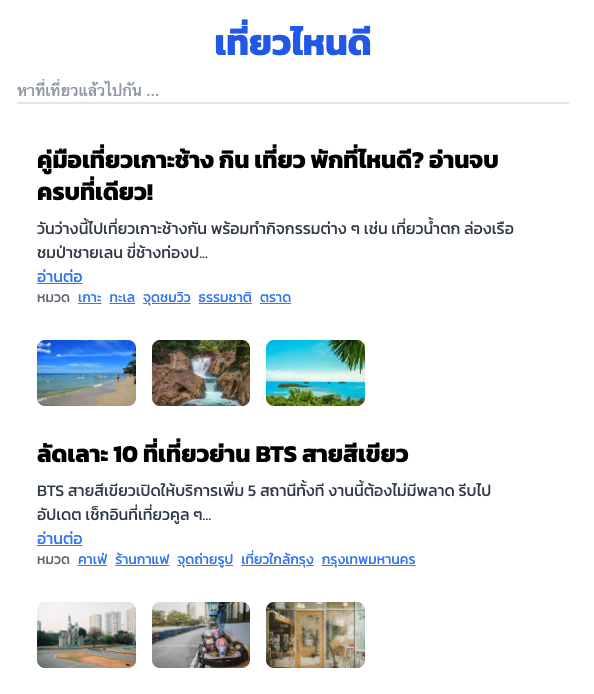 เที่ยวไหนดี
หาที่เที่ยวแล้วไปกัน ...
คู่มือเที่ยวเกาะช้าง กิน เที่ยว พักที่ไหนดี? อ่านจบ
ครบที่เดียว!
วันว่างนี้ไปเที่ยวเกาะช้างกัน พร้อมทำกิจกรรมต่าง ๆ เช่น เที่ยวน้ำตก ล่องเรือ
ชมป่าชายเลน ขี่ช้างท่องป...
อ่านต่อ
หมวด เกาะ ทะเล จุดชมวิว ธรรมชาติ ตราด
ลัดเลาะ 10 ที่เที่ยวย่าน BTS สายสีเขียว
BTS สายสีเขียวเปิดให้บริการเพิ่ม 5 สถานีทั้งที งานนี้ต้องไม่มีพลาด รีบไป
อัปเดต เช็กอินที่เที่ยวคูล ๆ...
อ่านต่อ
หมวด คาเฟ่ ร้านกาแฟ จุดถ่ายรูป เที่ยวใกล้กรุง กรุงเทพมหานคร